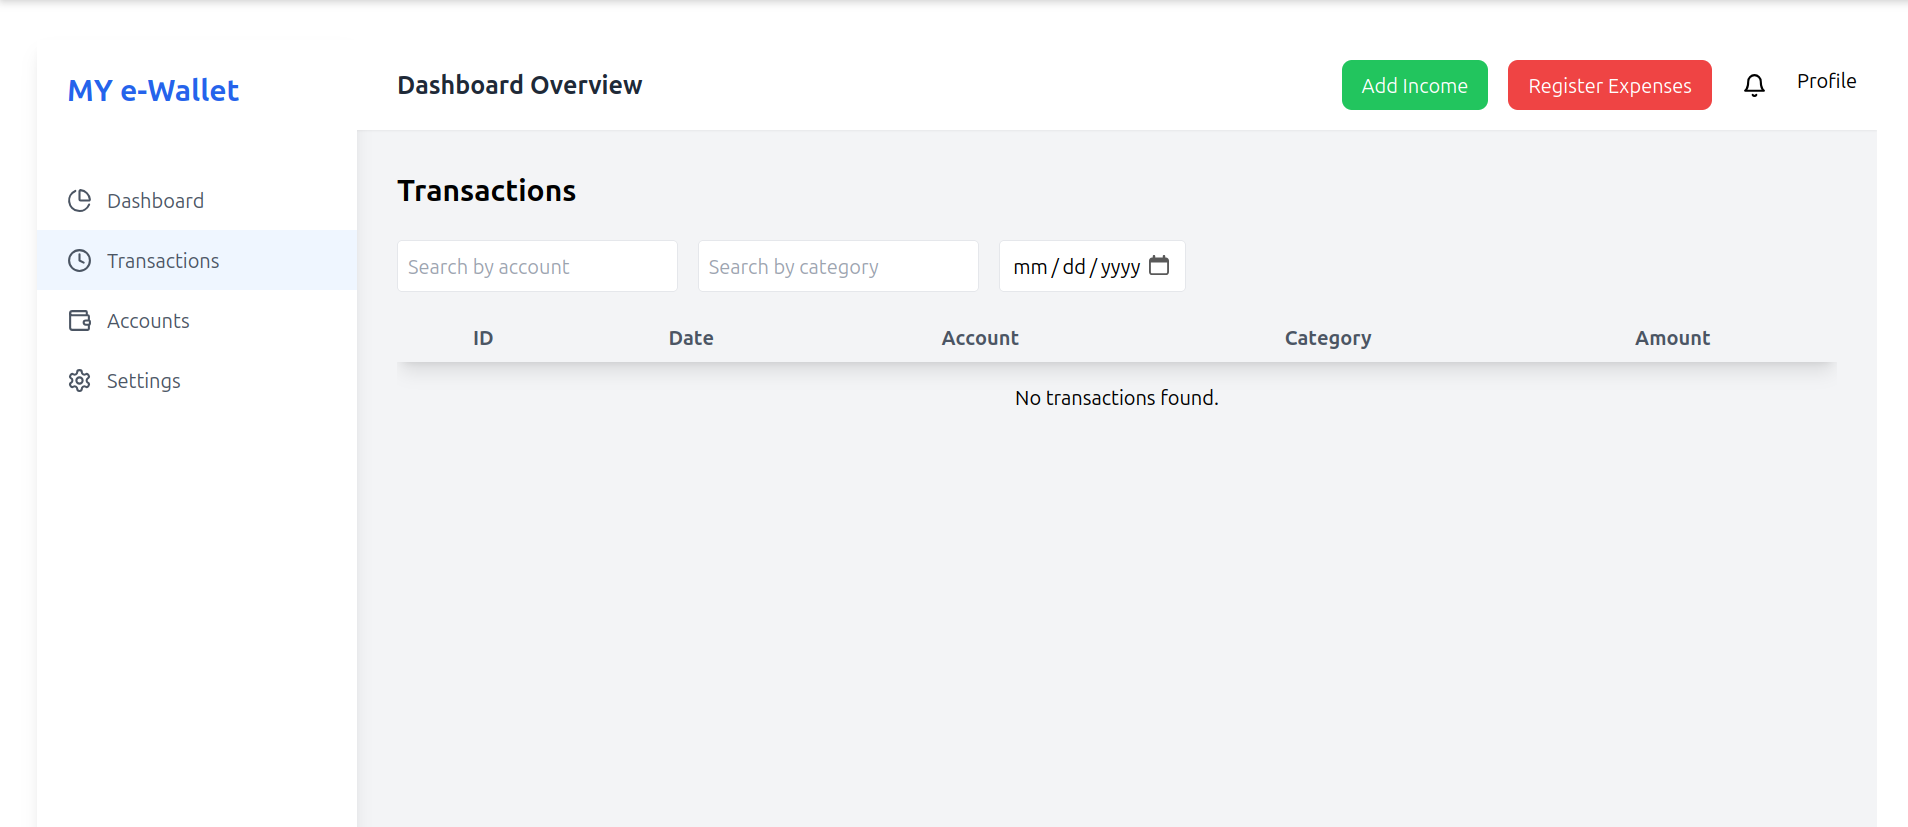 MY e-Wallet
Dashboard Overview
Add Income
Register Expenses
Profile
Dashboard
Transactions
Accounts
Settings
Transactions
Search by account
Search by category
mm/dd/yyyy
ID Date Account Category Amount
No transactions found.